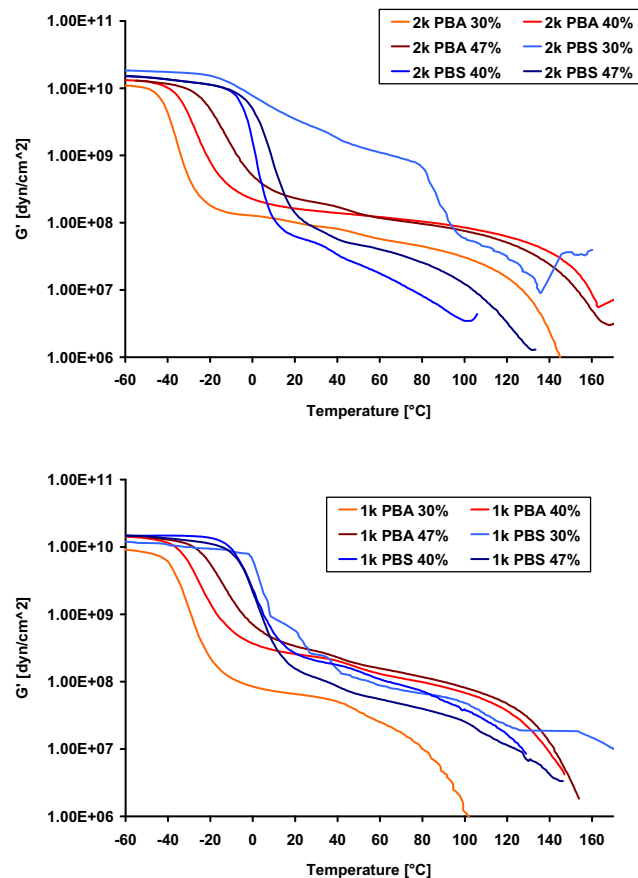 1.00E+11
1.00E+10
1.00E+09
1.00E+08
1.00E+07
1.00E+06
G' [dyn/cm^2]
2k PBA 30% 2k PBA 40%
2k PBA 47% 2k PBS 30%
2k PBS 40% 2k PBS 47%
-60 -40 -20 0 20 40 60 80 100 120 140 160
Temperature [°C]
1.00E+11
1.00E+10
1.00E+09
1.00E+08
1.00E+07
1.00E+06
G' [dyn/cm^2]
1k PBA 30% 1k PBA 40%
1k PBA 47% 1k PBS 30%
1k PBS 40% 1k PBS 47%
-60 -40 -20 0 20 40 60 80 100 120 140 160
Temperature [°C]